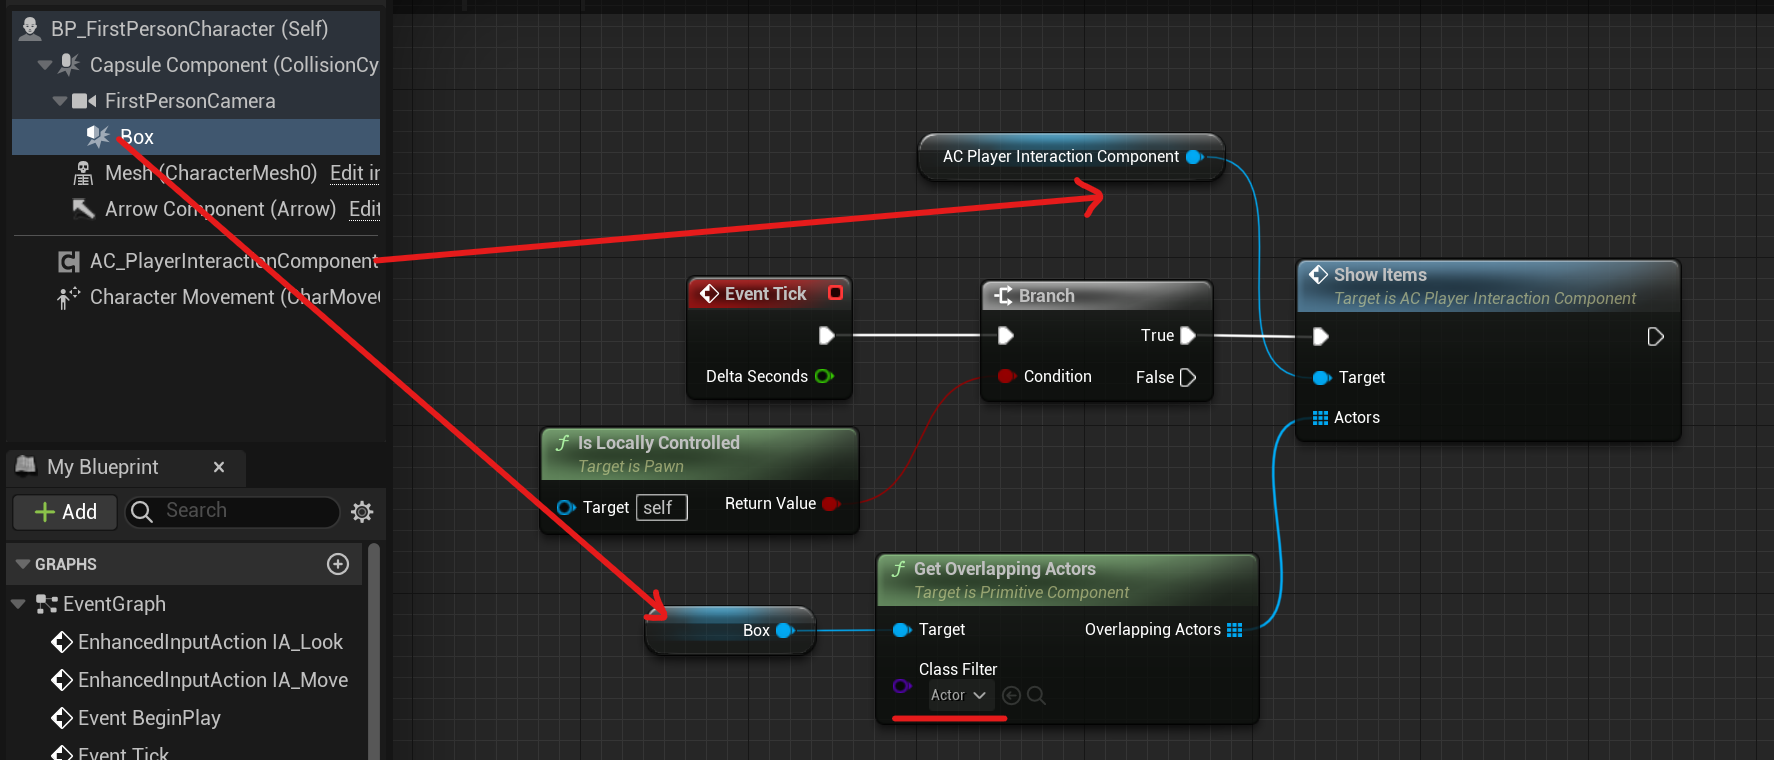 BP_FirstPersonCharacter (Self)
Capsule Component (CollisionCy
FirstPersonCamera
Box
Mesh (CharacterMesh0) Edit in
Arrow Component (Arrow) Edit
AC_PlayerInteractionComponent
Character Movement (CharMove
My Blueprint
Add
Search
GRAPHS
EventGraph
EnhancedInputAction IA_Look
EnhancedInputAction IA_Move
Event BeginPlay
Event Tick
AC Player Interaction Component
Event Tick
Delta Seconds
Branch
True
Condition
False
Show Items
Target is AC Player Interaction Component
Target
Actors
Is Locally Controlled
Target is Pawn
Target self
Return Value
Box
Get Overlapping Actors
Target is Primitive Component
Target
Overlapping Actors
Class Filter
Actor